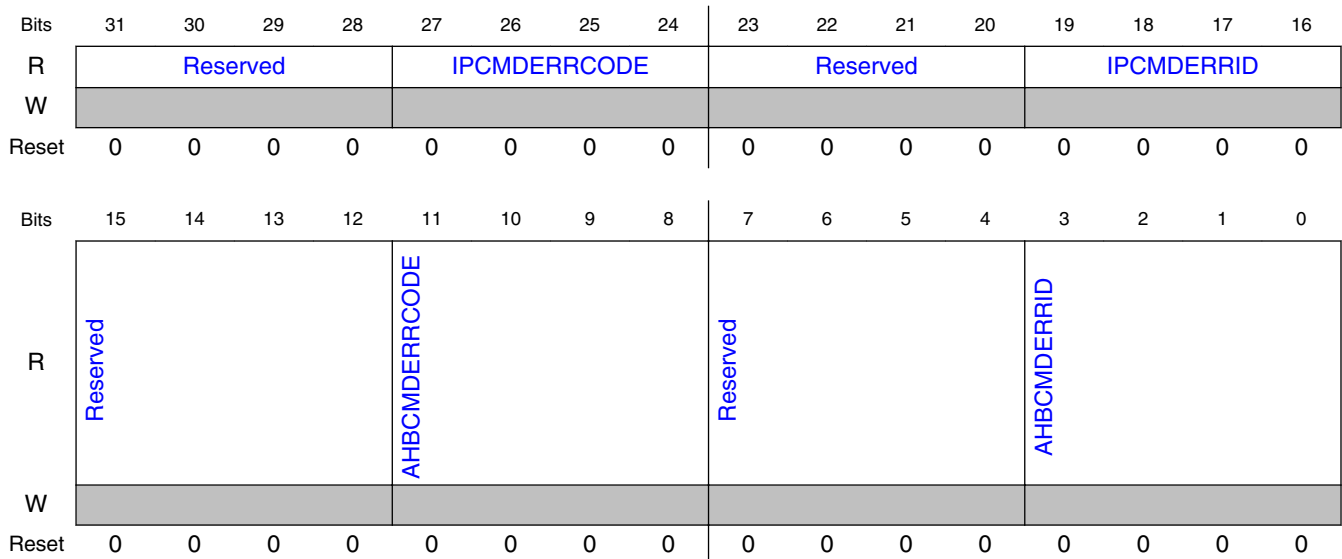 Bits 31 30 29 28 27 26 25 24 23 22 21 20 19 18 17 16
R Reserved IPCMDERRCODE Reserved IPCMDERRID
W
Reset 0 0 0 0 0 0 0 0 0 0 0 0 0 0 0 0
Bits 15 14 13 12 11 10 9 8 7 6 5 4 3 2 1 0
R Reserved AHBCMDERRCODE Reserved AHBCMDERRID
W
Reset 0 0 0 0 0 0 0 0 0 0 0 0 0 0 0 0